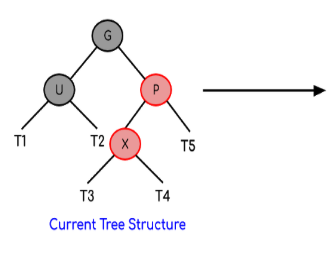 G
U P
T1 T2 X T5
T3 T4
Current Tree Structure